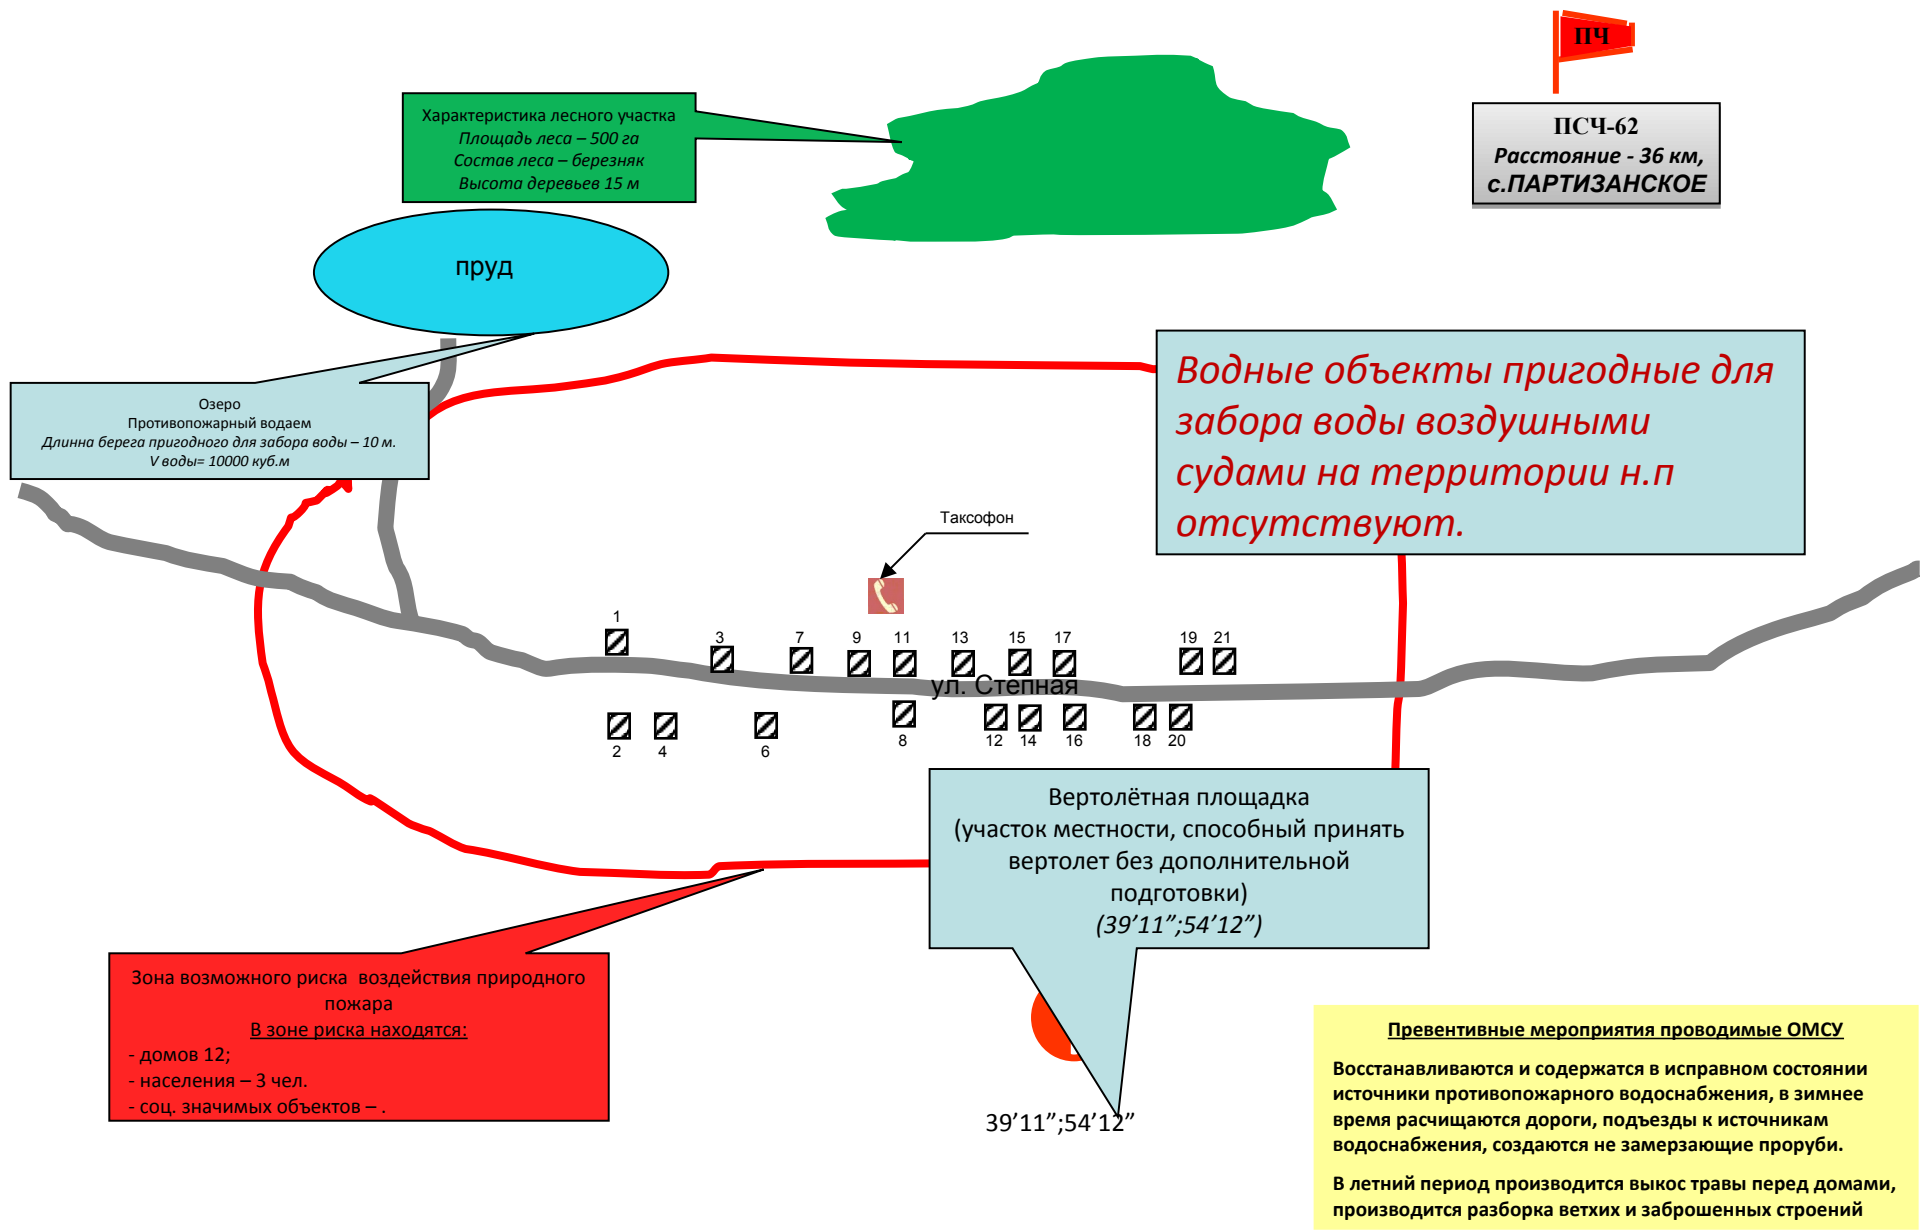 ПЧ
ПСЧ-62
Расстояние - 36 км,
с.ПАРТИЗАНСКОЕ
Характеристика лесного участка
Площадь леса – 500 га
Состав леса – березняк
Высота деревьев 15 м
пруд
Озеро
Противопожарный водаем
Длинна берега пригодного для забора воды – 10 м.
V воды= 10000 куб.м
Водные объекты пригодные для
забора воды воздушными
судами на территории н.п
отсутствуют.
Таксофон
1
3
7
9
11
13
15
17
19
21
ул. Степная
2
4
6
8
12
14
16
18
20
Вертолётная площадка
(участок местности, способный принять
вертолет без дополнительной
подготовки)
(39’11”;54’12”)
39’11”;54’12”
Зона возможного риска воздействия природного
пожара
В зоне риска находятся:
- домов 12;
- населения – 3 чел.
- соц. значимых объектов – .
Превентивные мероприятия проводимые ОМСУ
Восстанавливаются и содержатся в исправном состоянии
источники противопожарного водоснабжения, в зимнее
время расчищаются дороги, подъезды к источникам
водоснабжения, создаются не замерзающие проруби.
В летний период производится выкос травы перед домами,
производится разборка ветхих и заброшенных строений